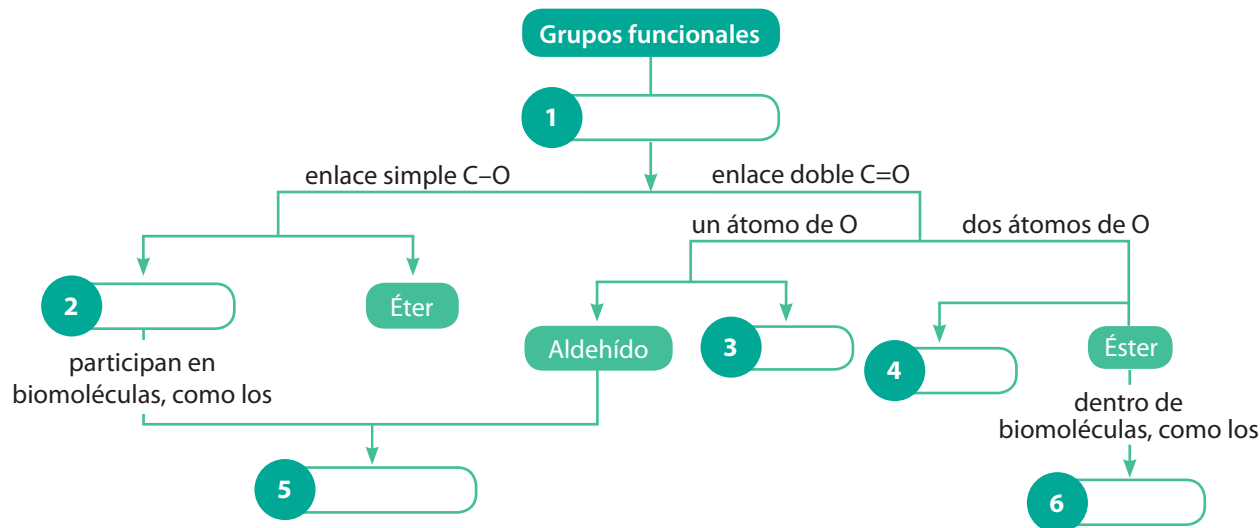 Grupos funcionales
1
enlace simple C–O
enlace doble C=O
un átomo de O
dos átomos de O
2
Éter
Aldehído
3
4
Éster
participan en
biomoléculas, como los
dentro de
biomoléculas, como los
5
6